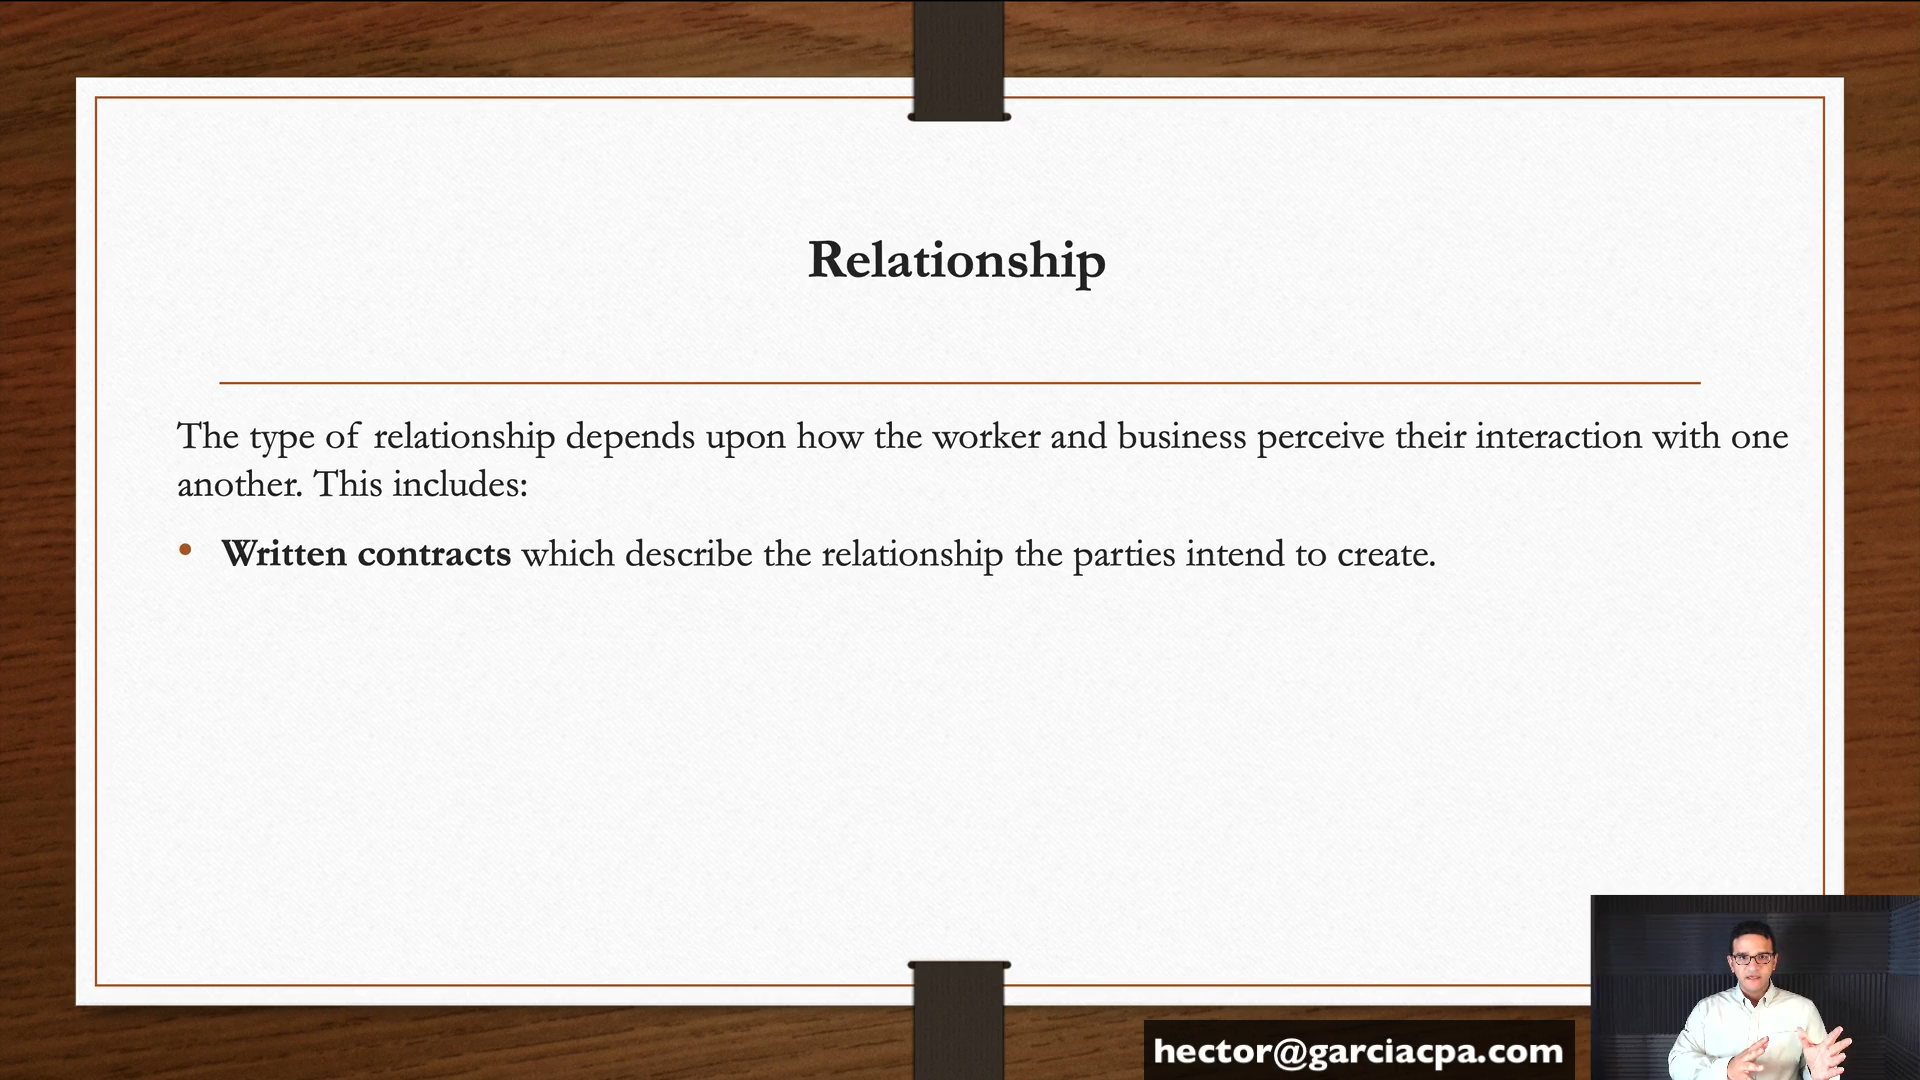 Relationship
The type of relationship depends upon how the worker and business perceive their interaction with one
another. This includes:
• Written contracts which describe the relationship the parties intend to create.
hector@garciacpa.com